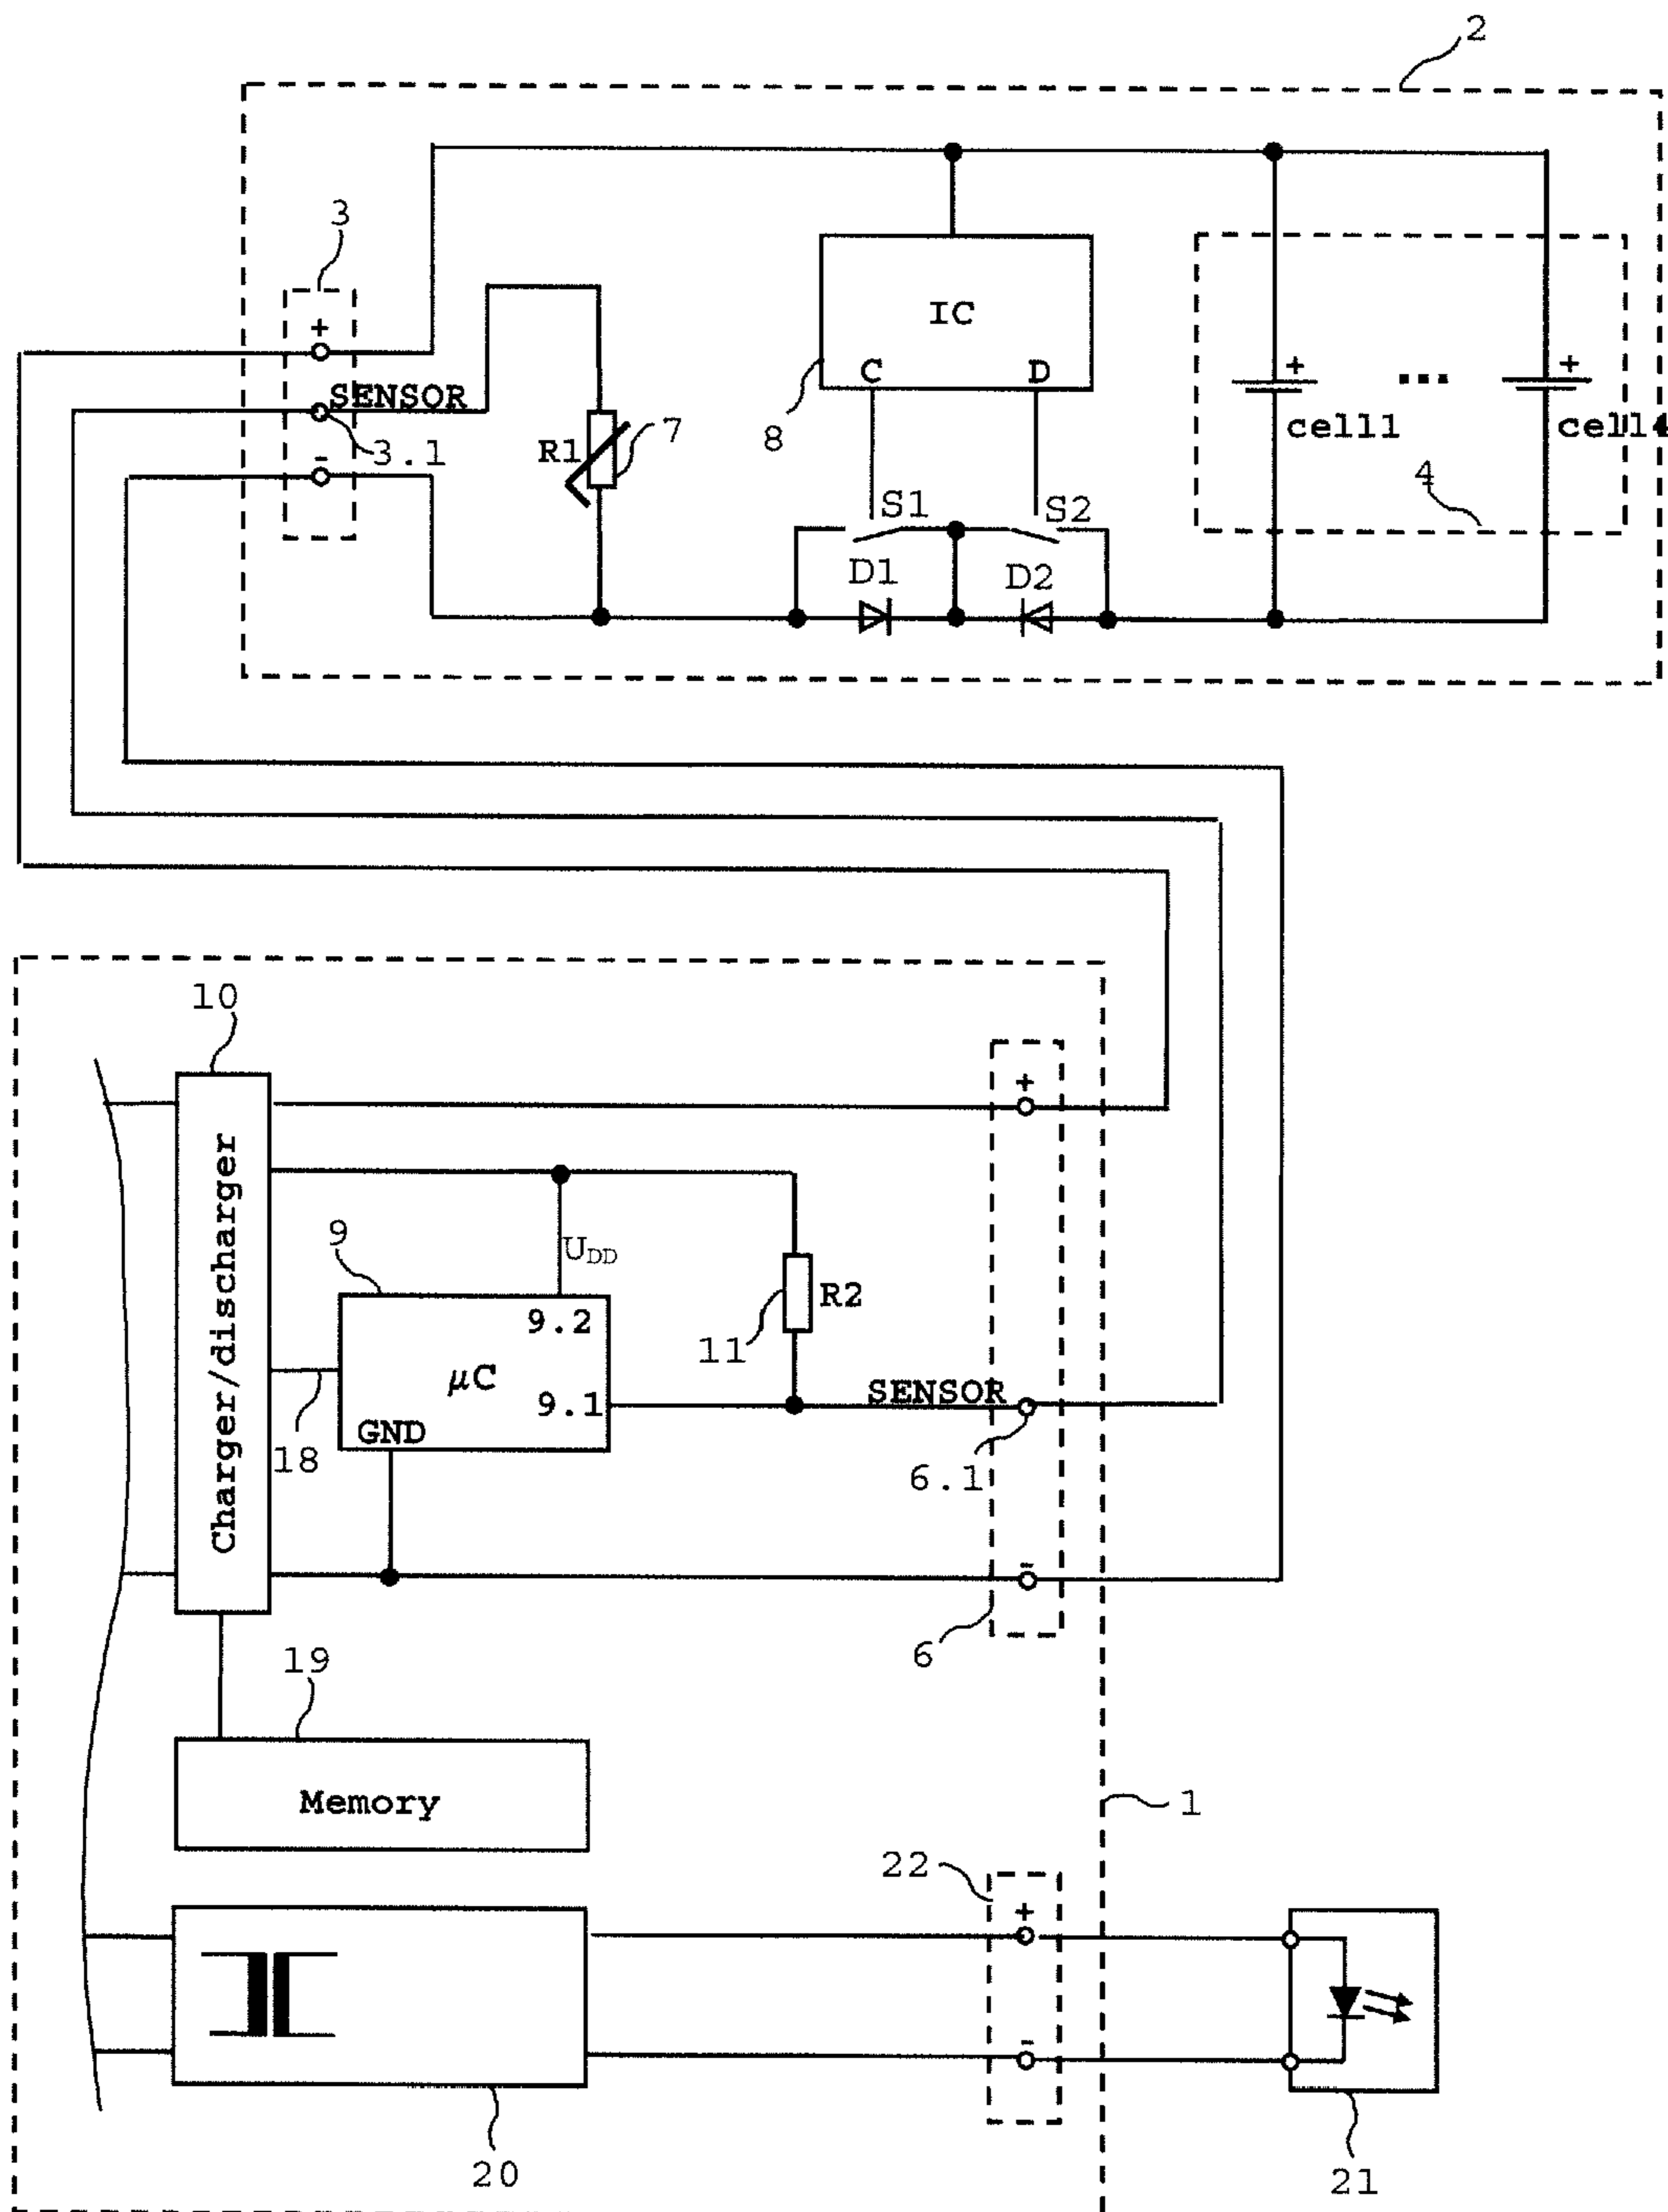 2
3
+
IC
SENSOR
C
D
+
...
+
R1
7
8
cell1
cell4
3.1
-
S1
S2
4
D1
D2
10
+
Charger/discharger
9
UDD
9.2
R2
11
µC
9.1
SENSOR
GND
18
6.1
-
6
19
Memory
1
22
+
-
20
21